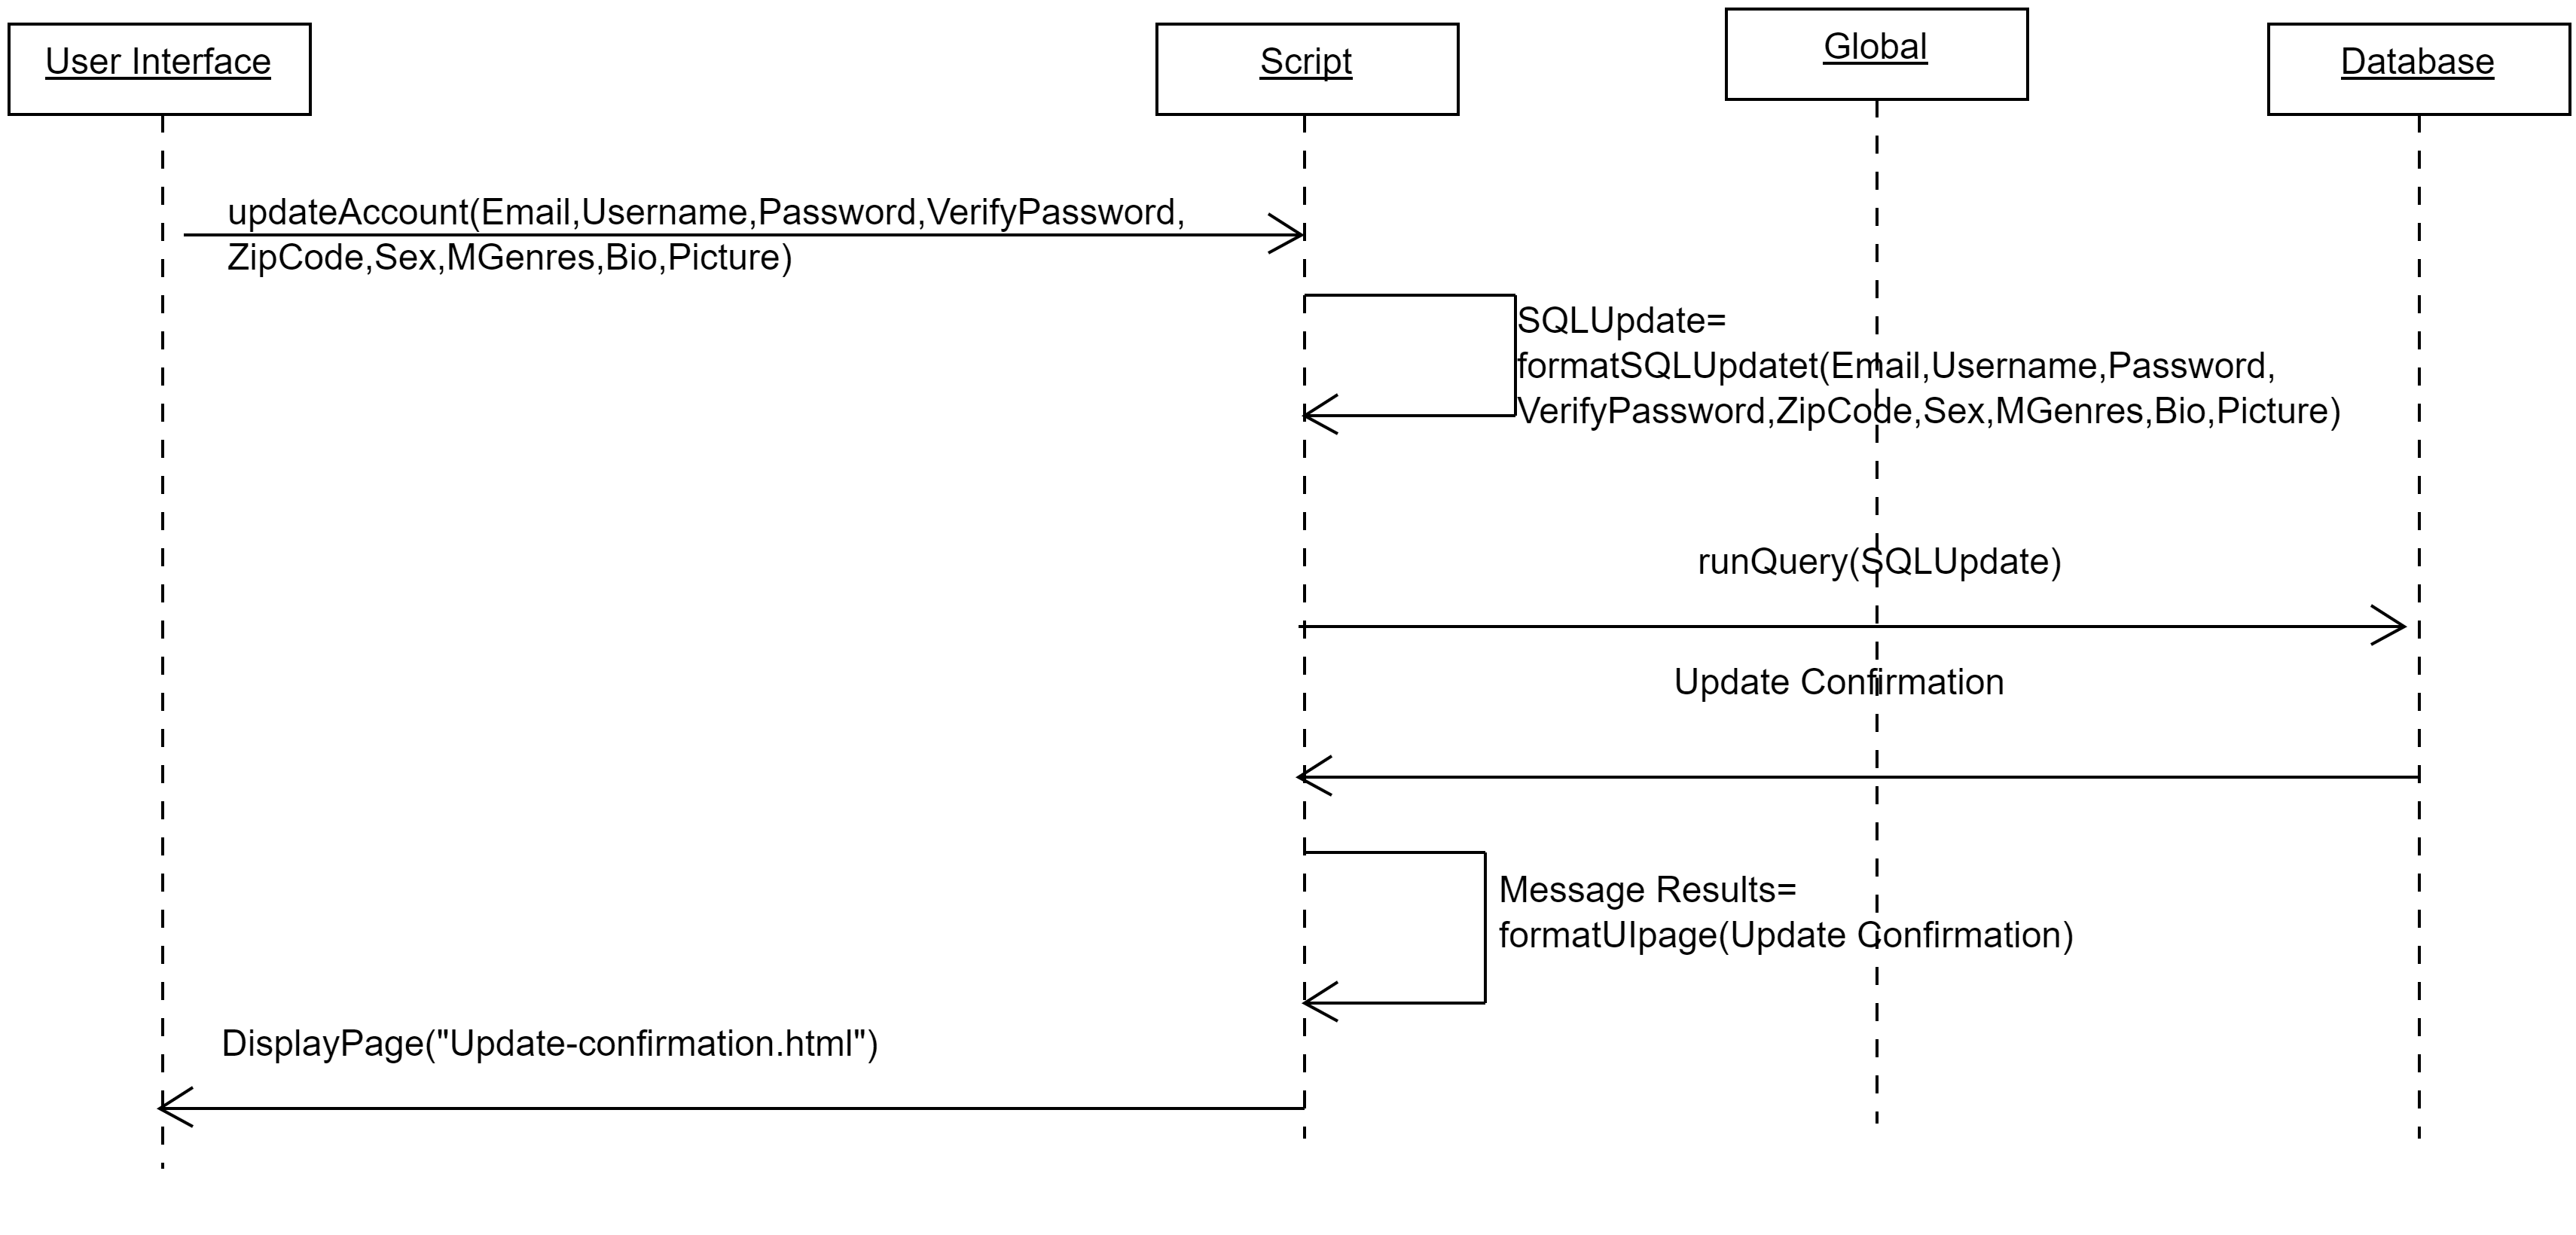 User Interface
Script
Global
Database
updateAccount(Email,Username,Password,VerifyPassword,
ZipCode,Sex,MGenres,Bio,Picture)
SQLUpdate=
formatSQLUpdatet(Email,Username,Password,
VerifyPassword,ZipCode,Sex,MGenres,Bio,Picture)
runQuery(SQLUpdate)
Update Confirmation
Message Results=
formatUIpage(Update Confirmation)
DisplayPage("Update-confirmation.html")